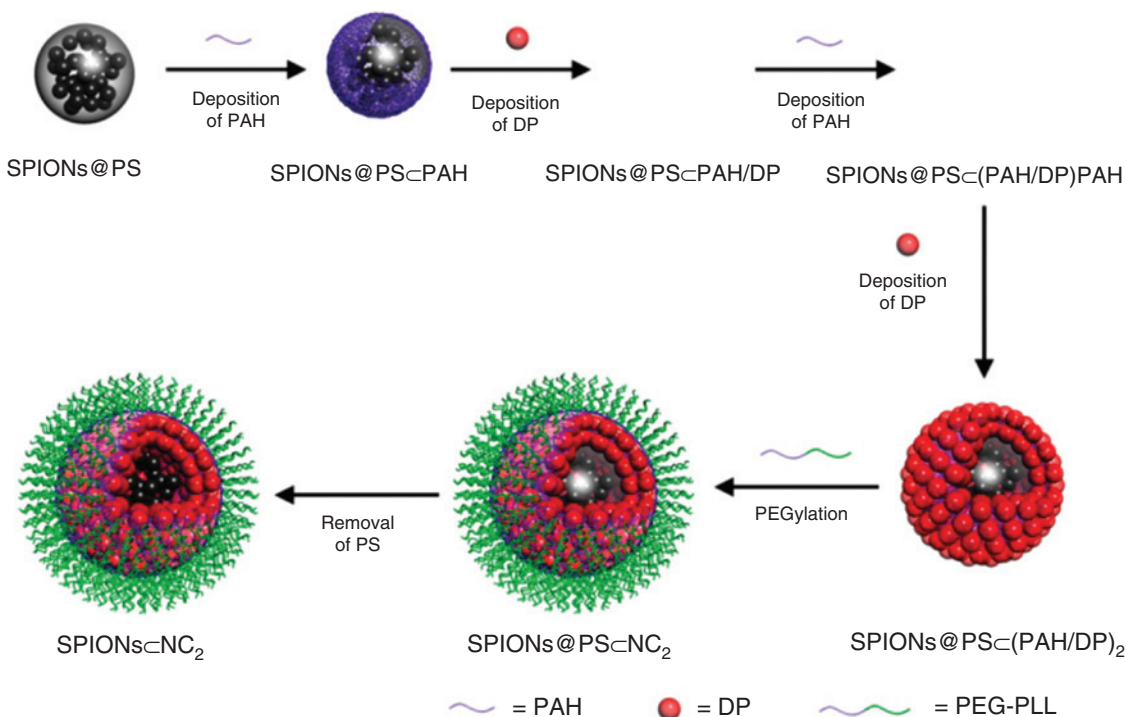 Deposition
of PAH
Deposition
of DP
Deposition
of PAH
SPIONs@PS
SPIONs@PS⊂PAH
SPIONs@PS⊂PAH/DP
SPIONs@PS⊂(PAH/DP)PAH
Deposition
of DP
PEGylation
Removal
of PS
SPIONs⊂NC₂
SPIONs@PS⊂NC₂
SPIONs@PS⊂(PAH/DP)₂
= PAH
= DP
= PEG-PLL